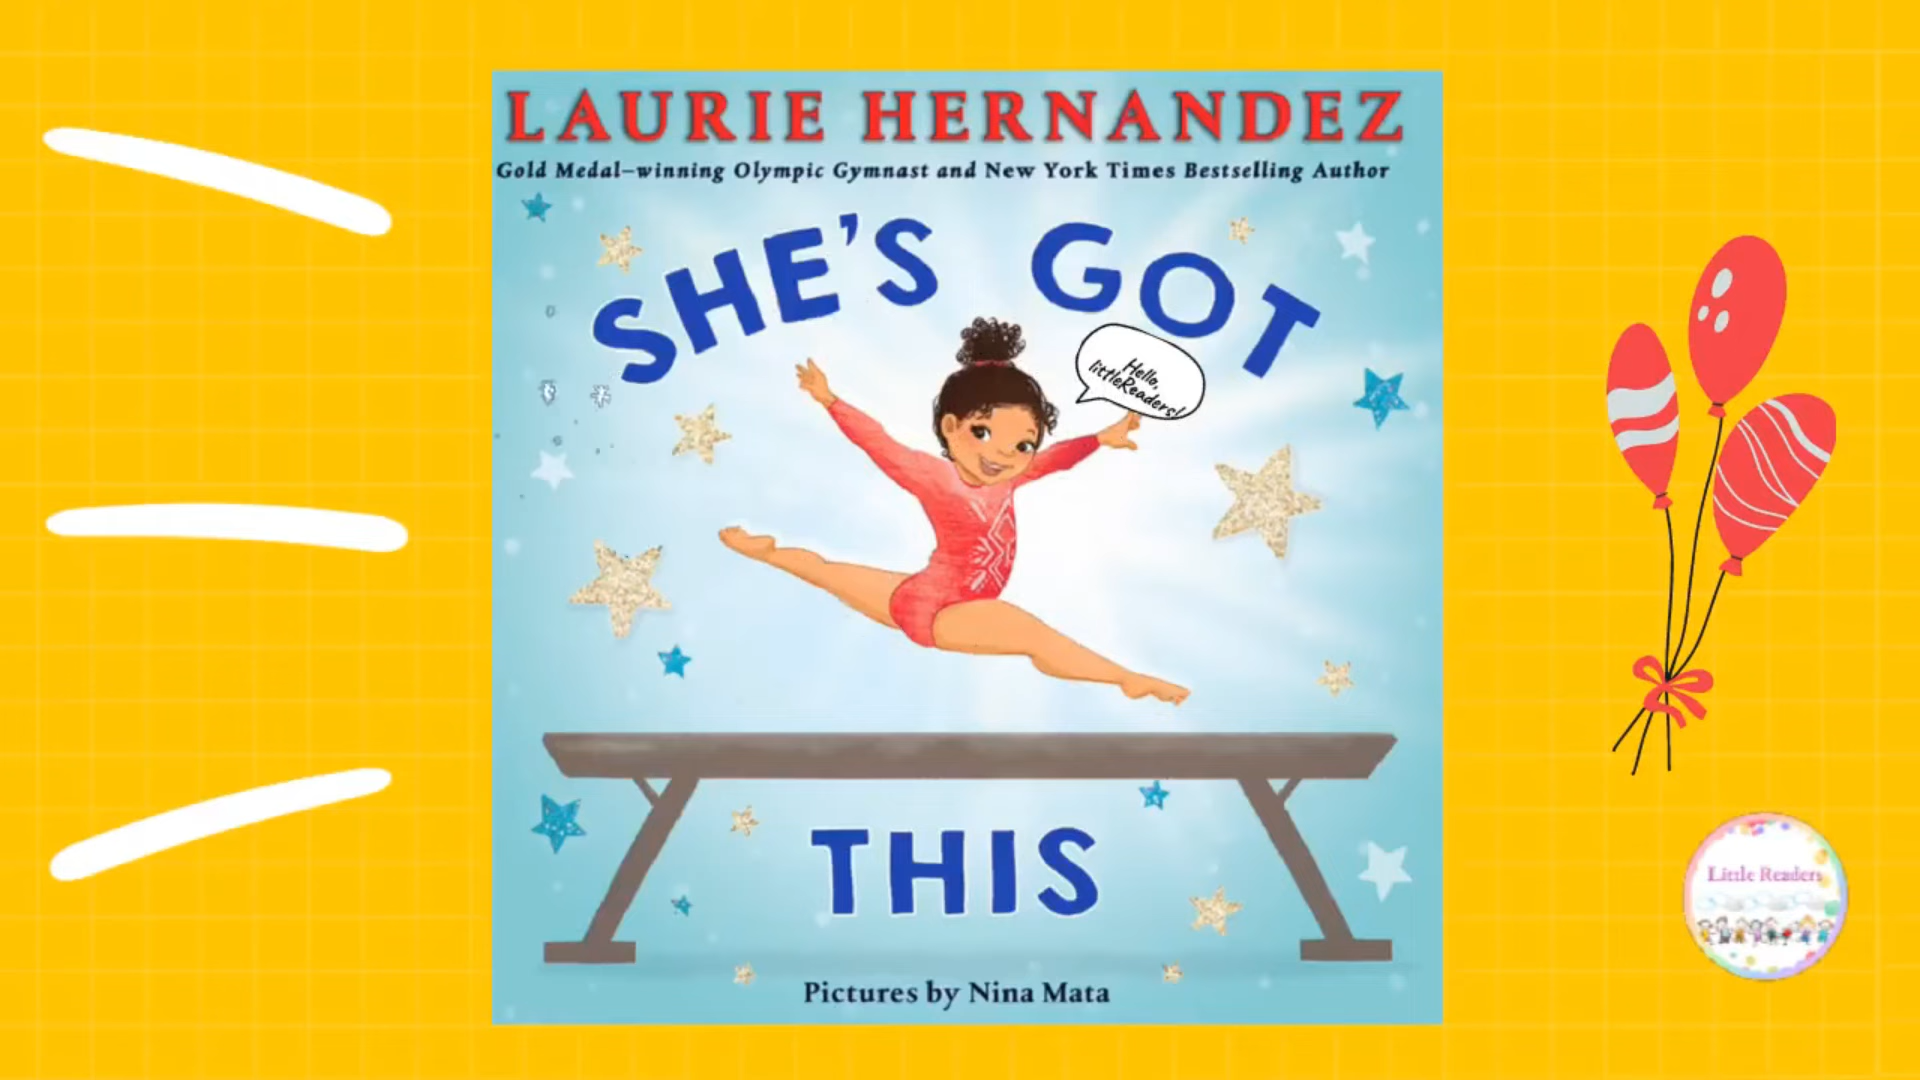 LAURIE HERNANDEZ
Gold Medal–winning Olympic Gymnast and New York Times Bestselling Author
SHE'S GOT
Hello,
littleReaders!
THIS
Pictures by Nina Mata
Little Readers